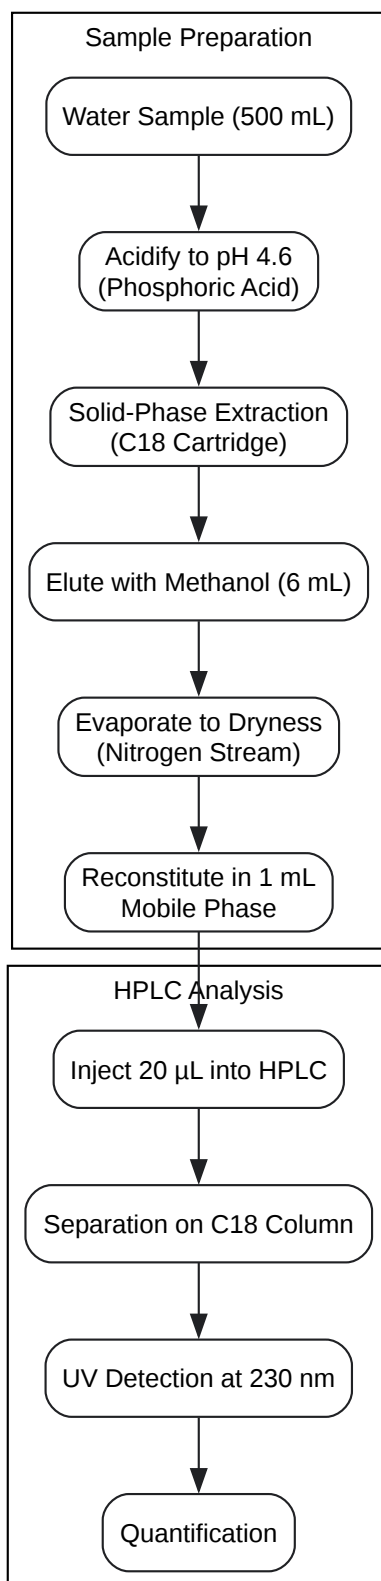 Sample Preparation
Water Sample (500 mL)
Acidify to pH 4.6
(Phosphoric Acid)
Solid-Phase Extraction
(C18 Cartridge)
Elute with Methanol (6 mL)
Evaporate to Dryness
(Nitrogen Stream)
Reconstitute in 1 mL
Mobile Phase
HPLC Analysis
Inject 20 µL into HPLC
Separation on C18 Column
UV Detection at 230 nm
Quantification